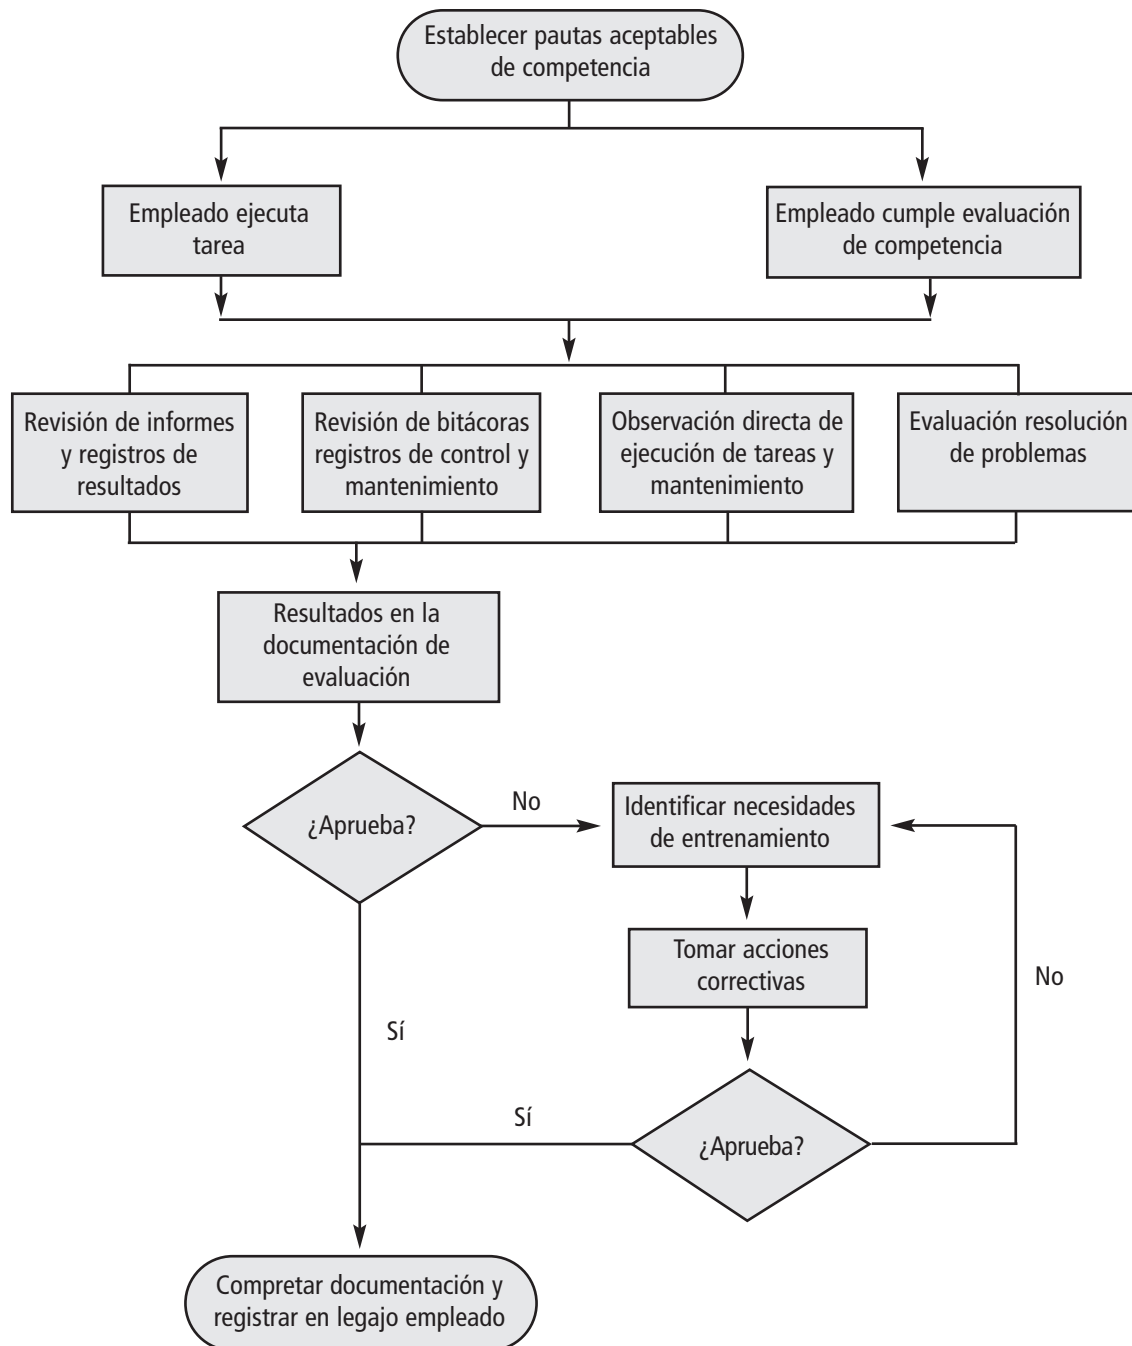 Establecer pautas aceptables
de competencia
Empleado ejecuta
tarea
Empleado cumple evaluación
de competencia
Revisión de informes
y registros de
resultados
Revisión de bitácoras
registros de control y
mantenimiento
Observación directa de
ejecución de tareas y
mantenimiento
Evaluación resolución
de problemas
Resultados en la
documentación de
evaluación
¿Aprueba?
No
Identificar necesidades
de entrenamiento
Tomar acciones
correctivas
No
Sí
Sí
¿Aprueba?
Compretar documentación y
registrar en legajo empleado